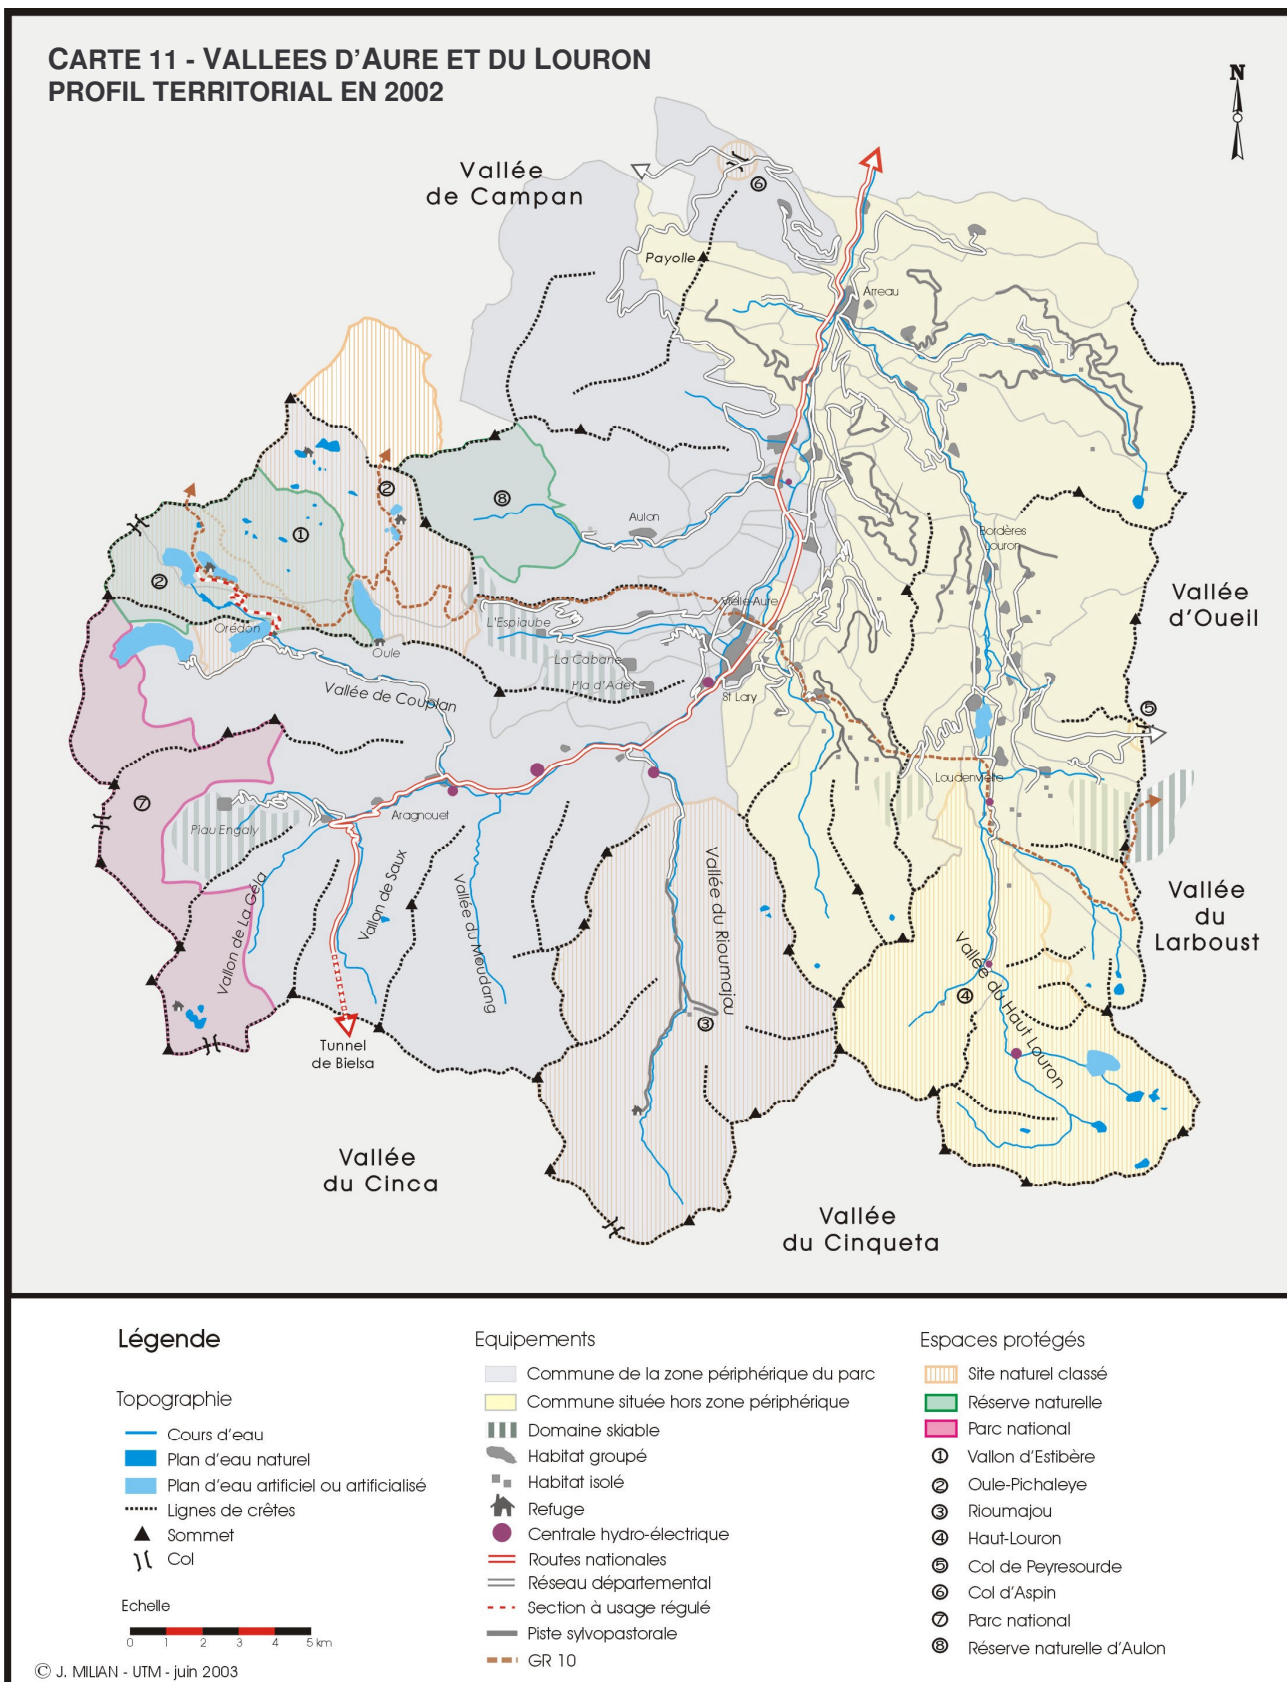 CARTE 11 - VALLEES D'AURE ET DU LOURON
PROFIL TERRITORIAL EN 2002
N
Vallée
de Campan
⑥
Payolle
Arreau
②
⑧
Aulon
①
②
Bordères
Louron
Vallée
d'Oueil
Vielle-Aure
L'Espiaube
Orédon
Oule
La Cabane
Pla d'Adet
St Lary
Vallée de Couplan
⑤
Loudenvielle
⑦
Piau Engaly
Aragnouet
Vallon de La Géla
Vallon de Saux
Vallée du Moudang
Vallée du Rioumajou
Vallée
du
Larboust
Vallée du Haut Louron
④
③
Tunnel
de Bielsa
Vallée
du Cinca
Vallée
du Cinqueta
Légende
Topographie
Cours d'eau
Plan d'eau naturel
Plan d'eau artificiel ou artificialisé
Lignes de crêtes
Sommet
Col
Echelle
0 1 2 3 4 5 km
© J. MILIAN - UTM - juin 2003
Equipements
Commune de la zone périphérique du parc
Commune située hors zone périphérique
Domaine skiable
Habitat groupé
Habitat isolé
Refuge
Centrale hydro-électrique
Routes nationales
Réseau départemental
Section à usage régulé
Piste sylvopastorale
GR 10
Espaces protégés
Site naturel classé
Réserve naturelle
Parc national
① Vallon d'Estibère
② Oule-Pichaleye
③ Rioumajou
④ Haut-Louron
⑤ Col de Peyresourde
⑥ Col d'Aspin
⑦ Parc national
⑧ Réserve naturelle d'Aulon